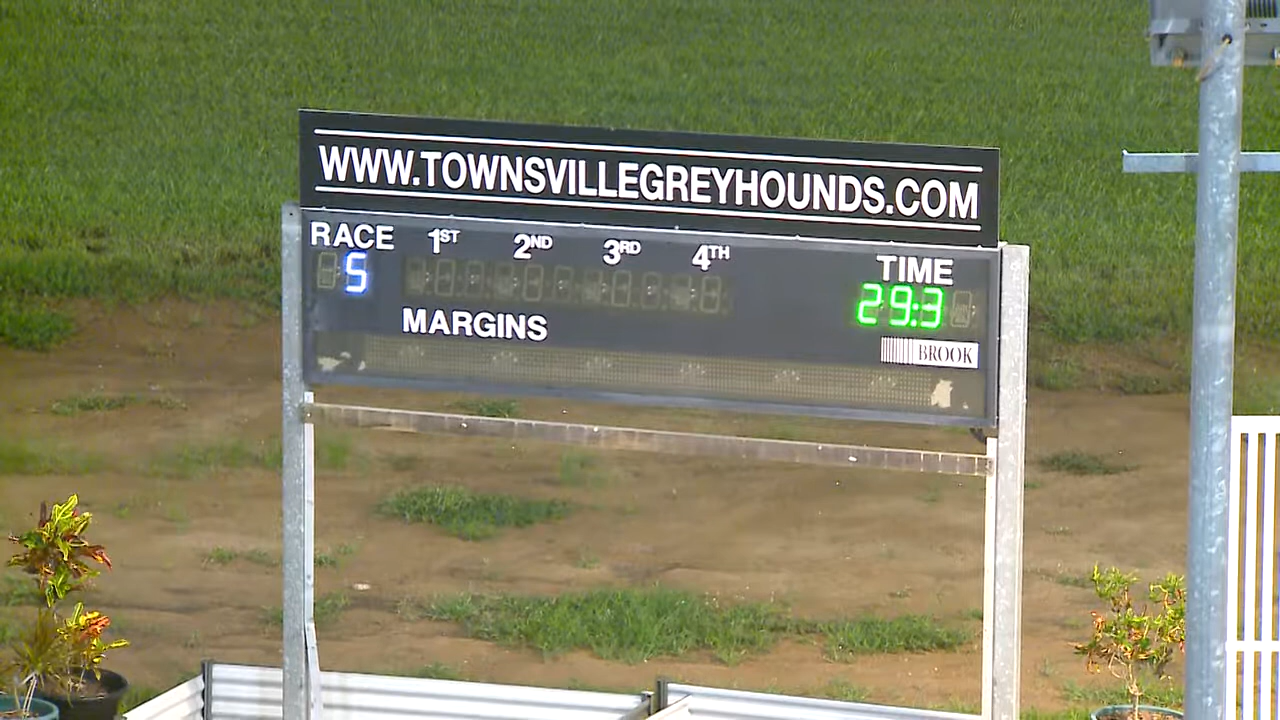 WWW.TOWNSVILLEGREYHOUNDS.COM
RACE 1ST 2ND 3RD 4TH TIME
5 29:3
MARGINS
BROOK